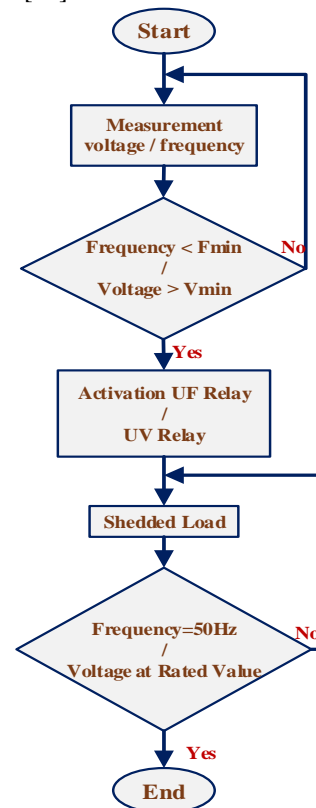 Start
Measurement
voltage / frequency
Frequency < Fmin
/
Voltage > Vmin
No
Yes
Activation UF Relay
/
UV Relay
Shedded Load
Frequency=50Hz
/
Voltage at Rated Value
No
Yes
End